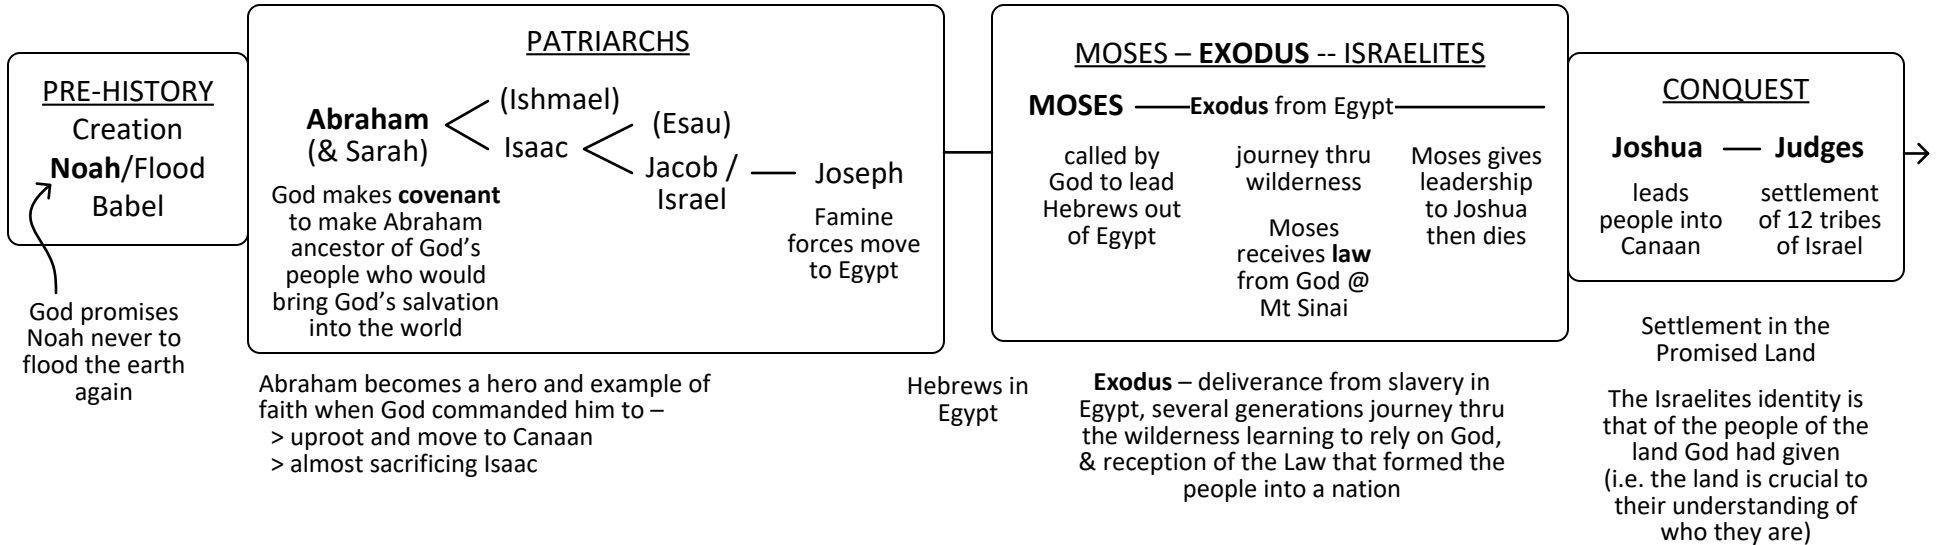 PRE-HISTORY
Creation
Noah/Flood
Babel
God promises
Noah never to
flood the earth
again
PATRIARCHS
Abraham
(& Sarah)
(Ishmael)
Isaac
(Esau)
Jacob /
Israel
Joseph
God makes covenant
to make Abraham
ancestor of God’s
people who would
bring God’s salvation
into the world
Famine
forces move
to Egypt
Abraham becomes a hero and example of
faith when God commanded him to –
> uproot and move to Canaan
> almost sacrificing Isaac
Hebrews in
Egypt
MOSES – EXODUS -- ISRAELITES
MOSES
Exodus from Egypt
called by
God to lead
Hebrews out
of Egypt
journey thru
wilderness
Moses
receives law
from God @
Mt Sinai
Moses gives
leadership
to Joshua
then dies
Exodus – deliverance from slavery in
Egypt, several generations journey thru
the wilderness learning to rely on God,
& reception of the Law that formed the
people into a nation
CONQUEST
Joshua
Judges
leads
people into
Canaan
settlement
of 12 tribes
of Israel
Settlement in the
Promised Land
The Israelites identity is
that of the people of the
land God had given
(i.e. the land is crucial to
their understanding of
who they are)